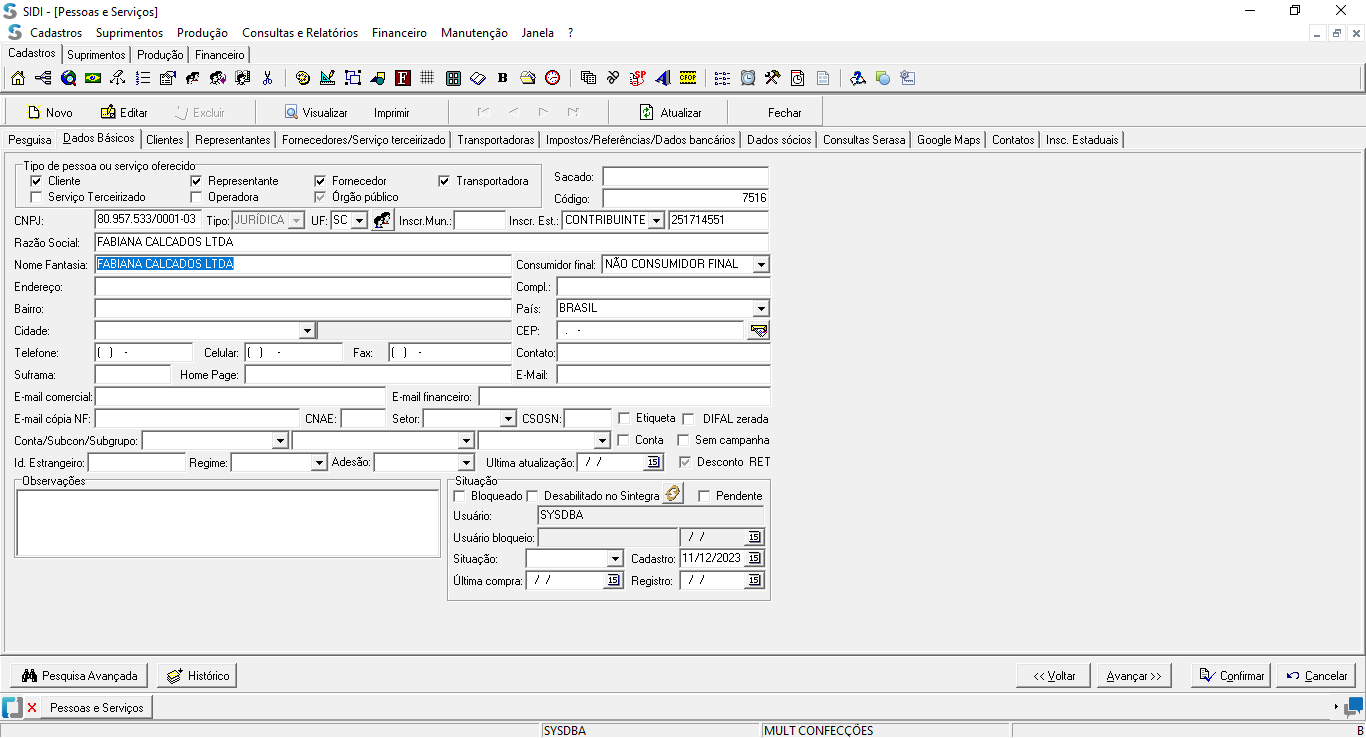 SIDI - [Pessoas e Serviços]
Cadastros Suprimentos Produção Consultas e Relatórios Financeiro Manutenção Janela ?
Cadastros Suprimentos Produção Financeiro
Novo Editar Excluir Visualizar Imprimir Atualizar Fechar
Pesquisa Dados Básicos Clientes Representantes Fornecedores/Serviço terceirizado Transportadoras Impostos/Referências/Dados bancários Dados sócios Consultas Serasa Google Maps Contatos Insc. Estaduais
Tipo de pessoa ou serviço oferecido
Cliente Representante Fornecedor Transportadora Sacado:
Serviço Terceirizado Operadora Órgão público Código: 7516
CNPJ: 80.957.533/0001-03 Tipo: JURÍDICA UF: SC Inscr.Mun.: Inscr. Est.: CONTRIBUINTE 251714551
Razão Social: FABIANA CALCADOS LTDA
Nome Fantasia: FABIANA CALCADOS LTDA Consumidor final: NÃO CONSUMIDOR FINAL
Endereço: Compl.:
Bairro: País: BRASIL
Cidade: CEP: . -
Telefone: ( ) - Celular: ( ) - Fax: ( ) - Contato:
Suframa: Home Page: E-Mail:
E-mail comercial: E-mail financeiro:
E-mail cópia NF: CNAE: Setor: CSOSN: Etiqueta DIFAL zerada
Conta/Subcon/Subgrupo: Conta Sem campanha
Id. Estrangeiro: Regime: Adesão: Ultima atualização: / / 15 Desconto RET
Observações Situação
Bloqueado Desabilitado no Sintegra Pendente
Usuário: SYSDBA
Usuário bloqueio: / / 15
Situação: Cadastro: 11/12/2023 15
Última compra: / / 15 Registro: / / 15
Pesquisa Avançada Histórico << Voltar Avançar >> Confirmar Cancelar
Pessoas e Serviços
SYSDBA MULT CONFECÇÕES B